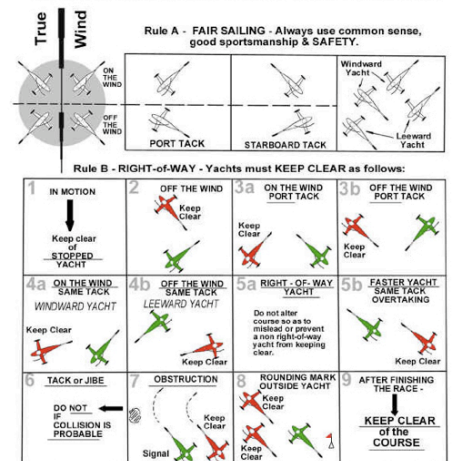 True
Wind
Rule A - FAIR SAILING - Always use common sense,
good sportsmanship & SAFETY.
ON
THE
WIND
OFF
THE
WIND
PORT TACK
STARBOARD TACK
Windward
Yacht
Leeward
Yacht
Rule B - RIGHT-of-WAY - Yachts must KEEP CLEAR as follows:
1
IN MOTION
Keep clear
of
STOPPED
YACHT
2
OFF THE WIND
Keep
Clear
3a
ON THE WIND
PORT TACK
Keep
Clear
3b
OFF THE WIND
PORT TACK
Keep
Clear
4a
ON THE WIND
SAME TACK
WINDWARD YACHT
Keep Clear
4b
OFF THE WIND
SAME TACK
LEEWARD YACHT
Keep Clear
5a
RIGHT - OF- WAY
YACHT
Do not alter
course so as to
mislead or prevent
a non right-of-way
yacht from keeping
clear.
5b
FASTER YACHT
SAME TACK
OVERTAKING
Keep Clear
6
TACK or JIBE
DO NOT
IF
COLLISION IS
PROBABLE
7
OBSTRUCTION
Keep
Clear
Signal
8
ROUNDING MARK
OUTSIDE YACHT
Keep
Clear
Keep
Clear
9
AFTER FINISHING
THE RACE -
KEEP CLEAR
of the
COURSE